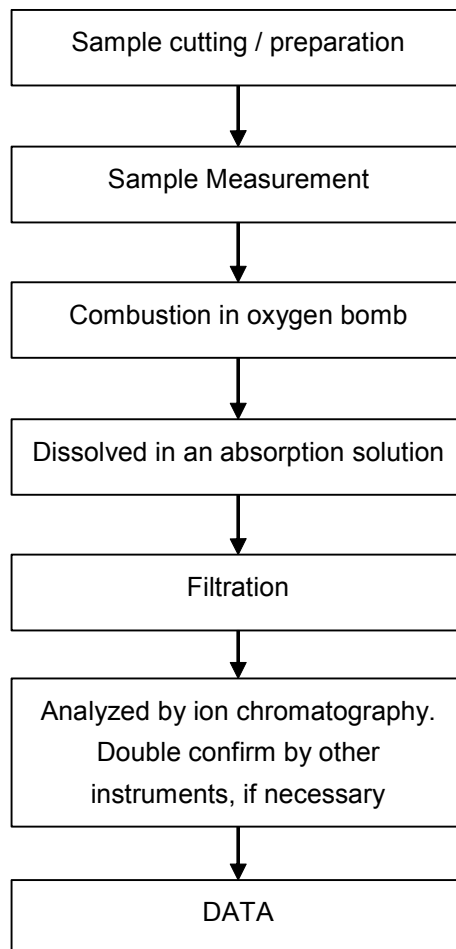 Sample cutting / preparation
Sample Measurement
Combustion in oxygen bomb
Dissolved in an absorption solution
Filtration
Analyzed by ion chromatography.
Double confirm by other
instruments, if necessary
DATA